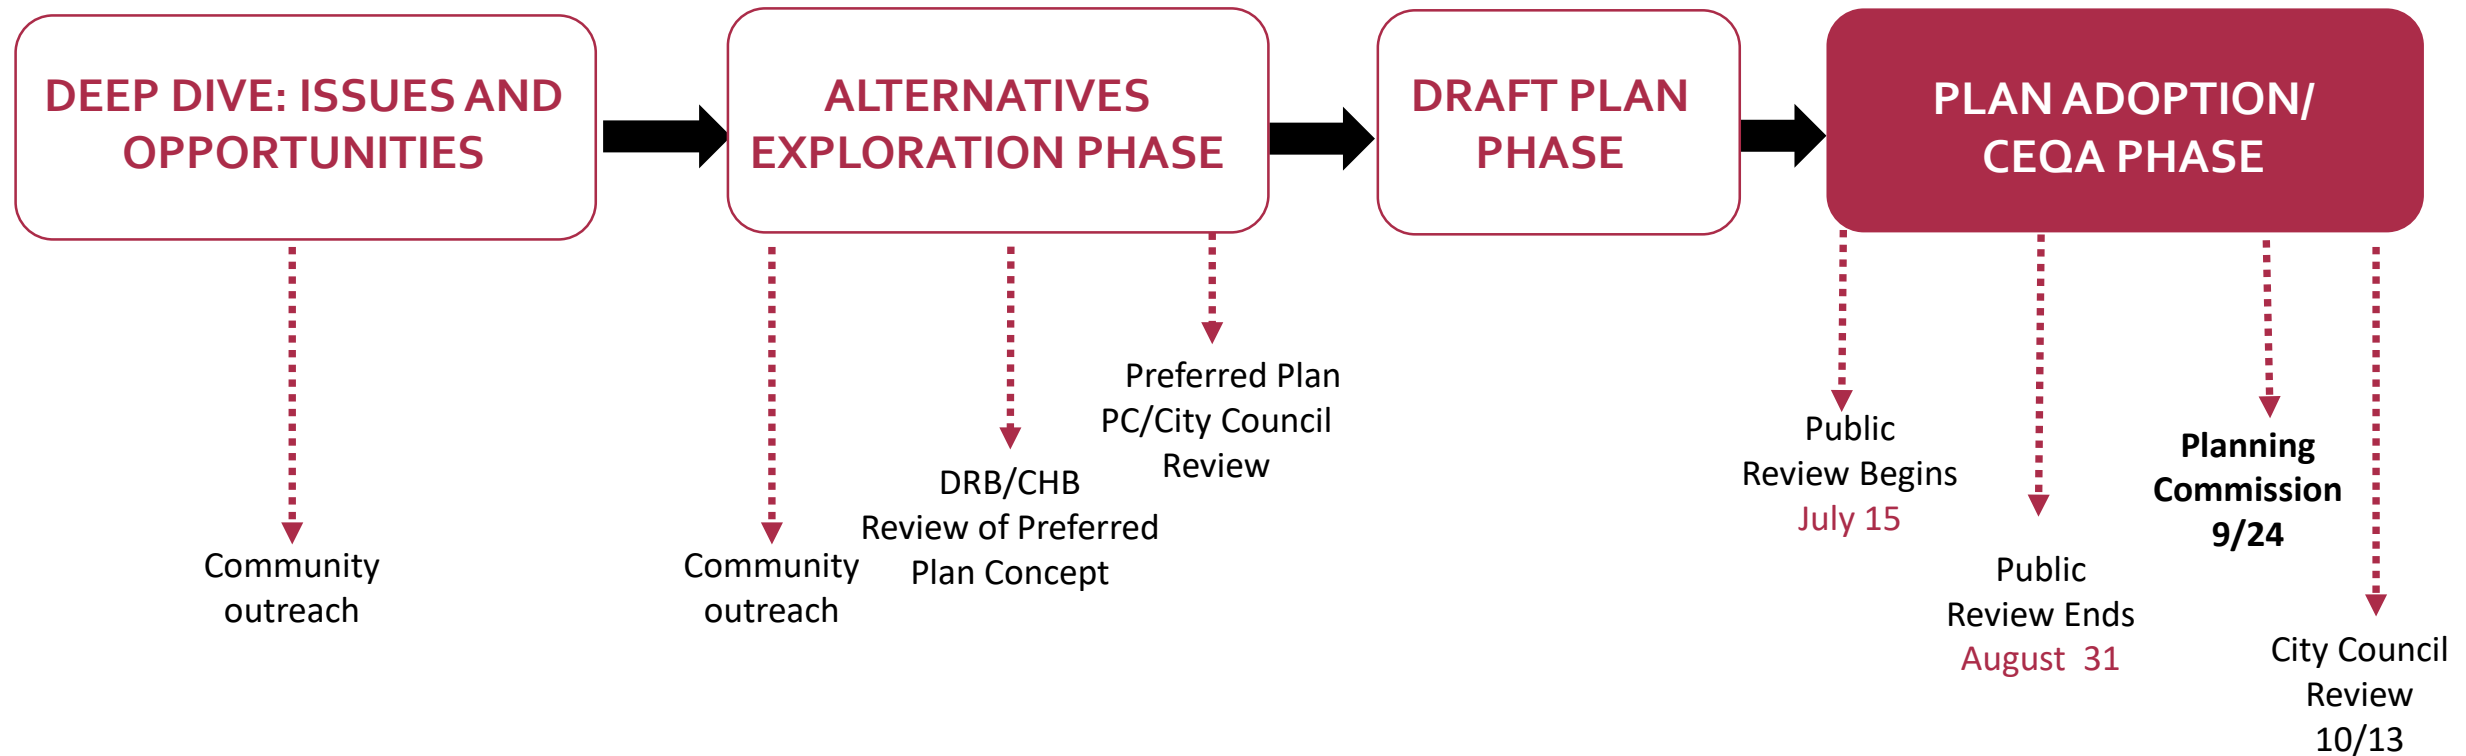 DEEP DIVE: ISSUES AND
OPPORTUNITIES
ALTERNATIVES
EXPLORATION PHASE
DRAFT PLAN
PHASE
PLAN ADOPTION/
CEQA PHASE
Community
outreach
Community
outreach
DRB/CHB
Review of Preferred
Plan Concept
Preferred Plan
PC/City Council
Review
Public
Review Begins
July 15
Public
Review Ends
August 31
Planning
Commission
9/24
City Council
Review
10/13